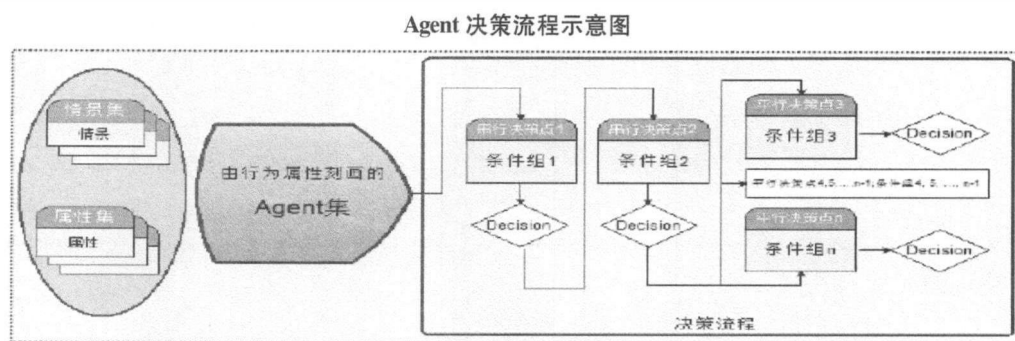 Agent 决策流程示意图
情景集
情景
属性集
属性
由行为属性刻画的
Agent集
串行决策点1
条件组1
Decision
串行决策点2
条件组2
Decision
平行决策点3
条件组3
Decision
平行决策点4,5,...,n-1,条件组4,5,...,n-1
平行决策点n
条件组n
Decision
决策流程